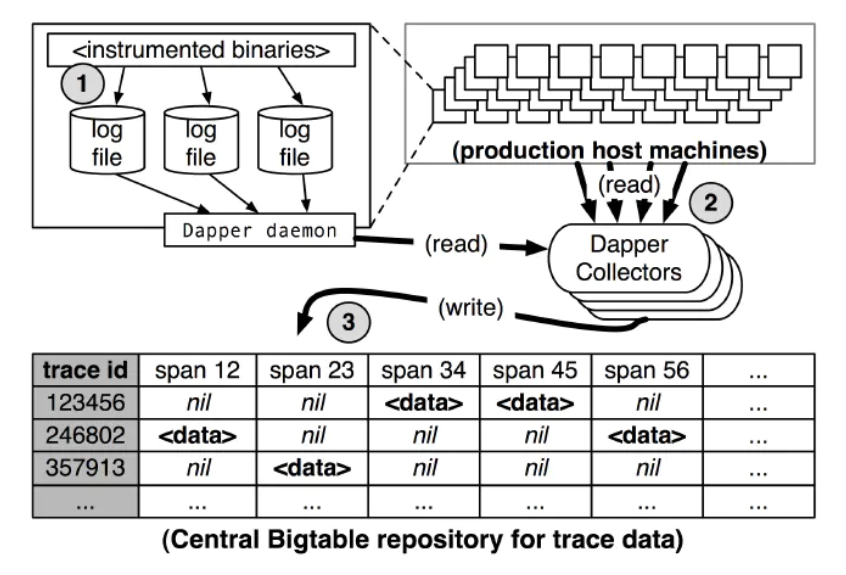 <instrumented binaries>
1
log file
log file
log file
Dapper daemon
(production host machines)
(read)
2
(read)
Dapper
Collectors
(write)
3
trace id span 12 span 23 span 34 span 45 span 56 ...
123456 nil nil <data> <data> nil ...
246802 <data> nil nil nil <data> ...
357913 nil <data> nil nil nil ...
... ... ... ... ... ... ...
(Central Bigtable repository for trace data)